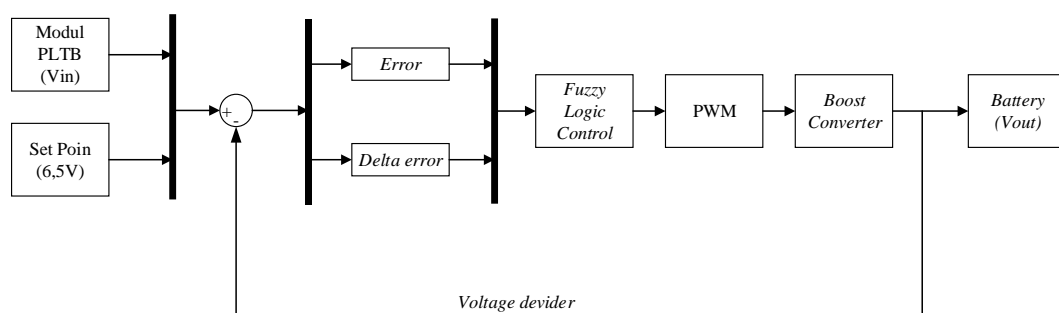 Modul
PLTB
(Vin)
Set Poin
(6,5V)
+
-
Error
Delta error
Fuzzy
Logic
Control
PWM
Boost
Converter
Battery
(Vout)
Voltage devider